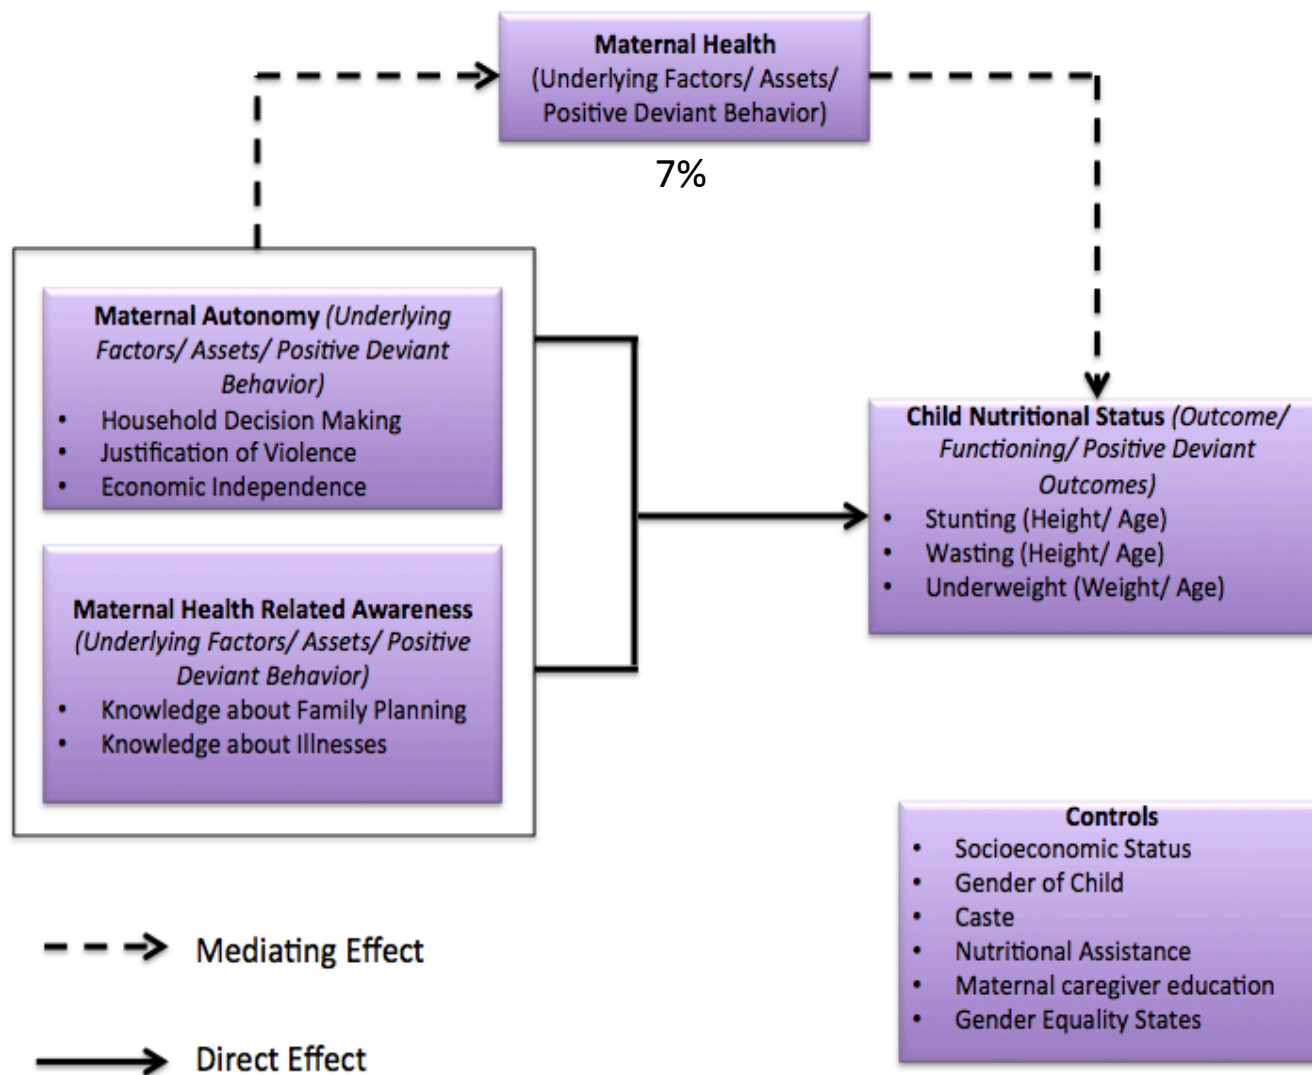 Maternal Health
(Underlying Factors/ Assets/
Positive Deviant Behavior)
7%
Maternal Autonomy (Underlying
Factors/ Assets/ Positive Deviant
Behavior)
• Household Decision Making
• Justification of Violence
• Economic Independence
Maternal Health Related Awareness
(Underlying Factors/ Assets/ Positive
Deviant Behavior)
• Knowledge about Family Planning
• Knowledge about Illnesses
Child Nutritional Status (Outcome/
Functioning/ Positive Deviant
Outcomes)
• Stunting (Height/ Age)
• Wasting (Height/ Age)
• Underweight (Weight/ Age)
Controls
• Socioeconomic Status
• Gender of Child
• Caste
• Nutritional Assistance
• Maternal caregiver education
• Gender Equality States
Mediating Effect
Direct Effect